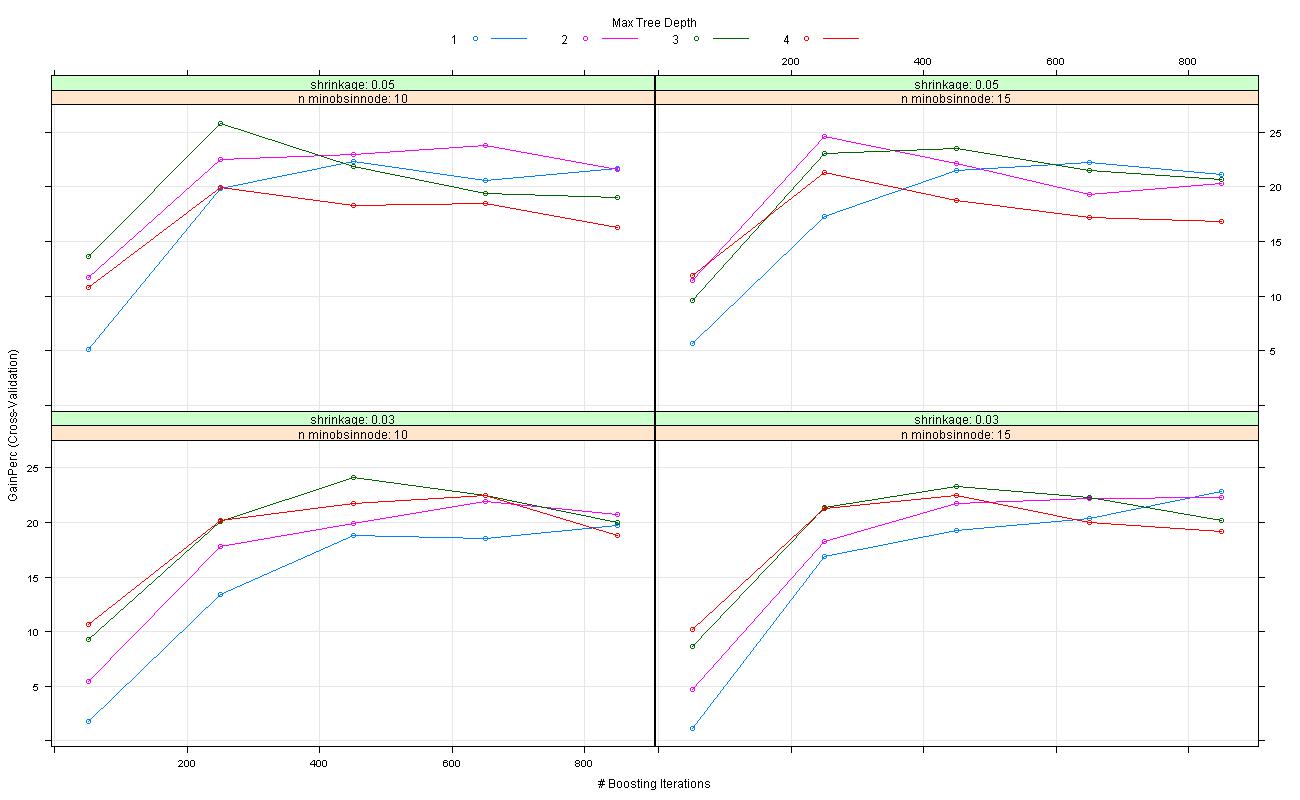 Max Tree Depth
1 2 3 4
200 400 600 800
shrinkage: 0.05 shrinkage: 0.05
n minobsinnode: 10 n minobsinnode: 15
25
20
15
10
5
shrinkage: 0.03 shrinkage: 0.03
n minobsinnode: 10 n minobsinnode: 15
GainPerc (Cross-Validation)
25
20
15
10
5
200 400 600 800
# Boosting Iterations